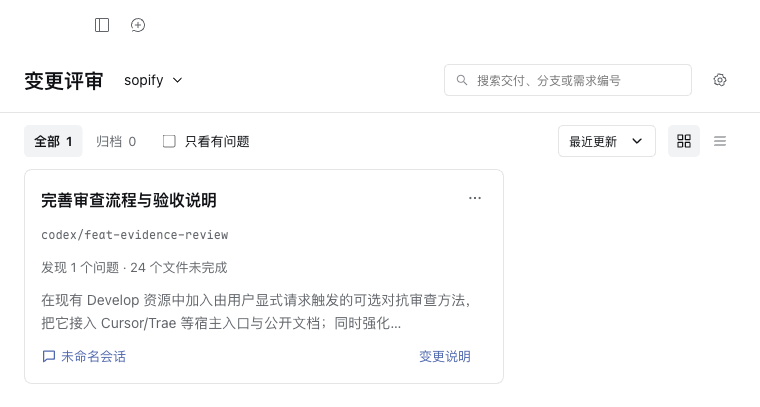 变更评审 sopify 搜索交付、分支或需求编号
全部 1 归档 0 只看有问题 最近更新
完善审查流程与验收说明
codex/feat-evidence-review
发现 1 个问题 · 24 个文件未完成
在现有 Develop 资源中加入由用户显式请求触发的可选对抗审查方法，
把它接入 Cursor/Trae 等宿主入口与公开文档；同时强化...
未命名会话 变更说明